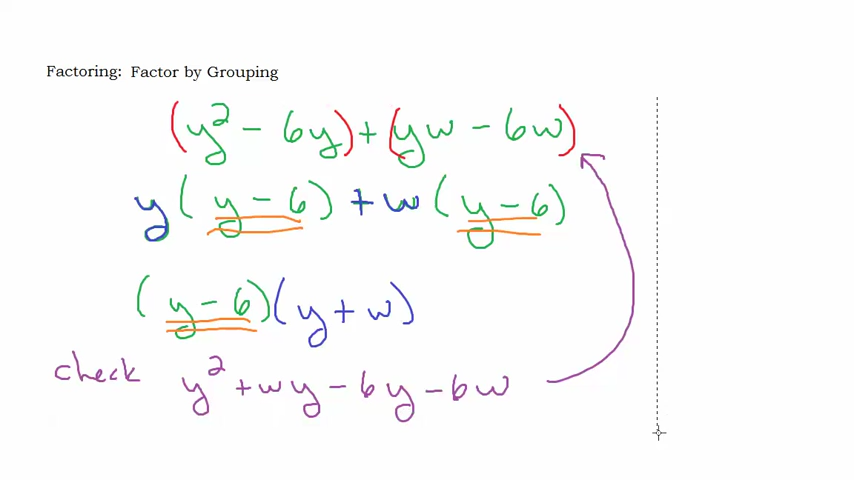 Factoring: Factor by Grouping
(y² − 6y) + (yw − 6w)
y(y − 6) + w(y − 6)
(y − 6)(y + w)
check y² + wy − 6y − 6w